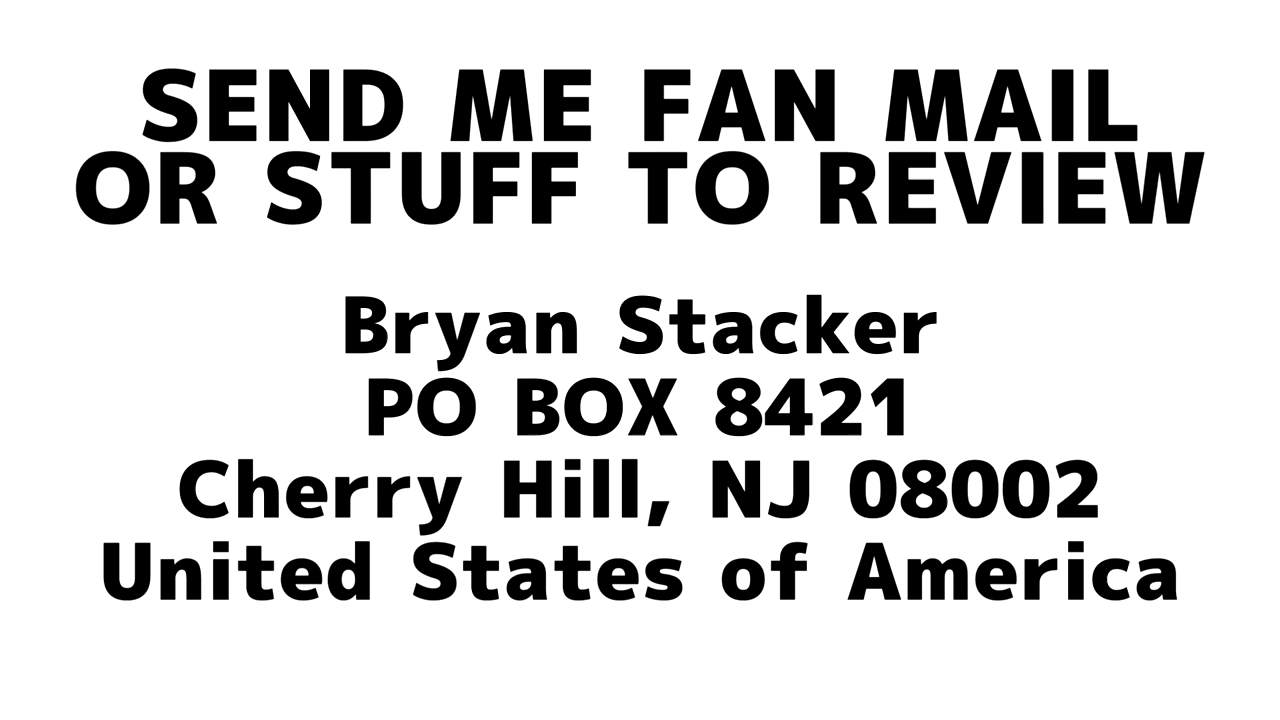 SEND ME FAN MAIL
OR STUFF TO REVIEW
Bryan Stacker
PO BOX 8421
Cherry Hill, NJ 08002
United States of America